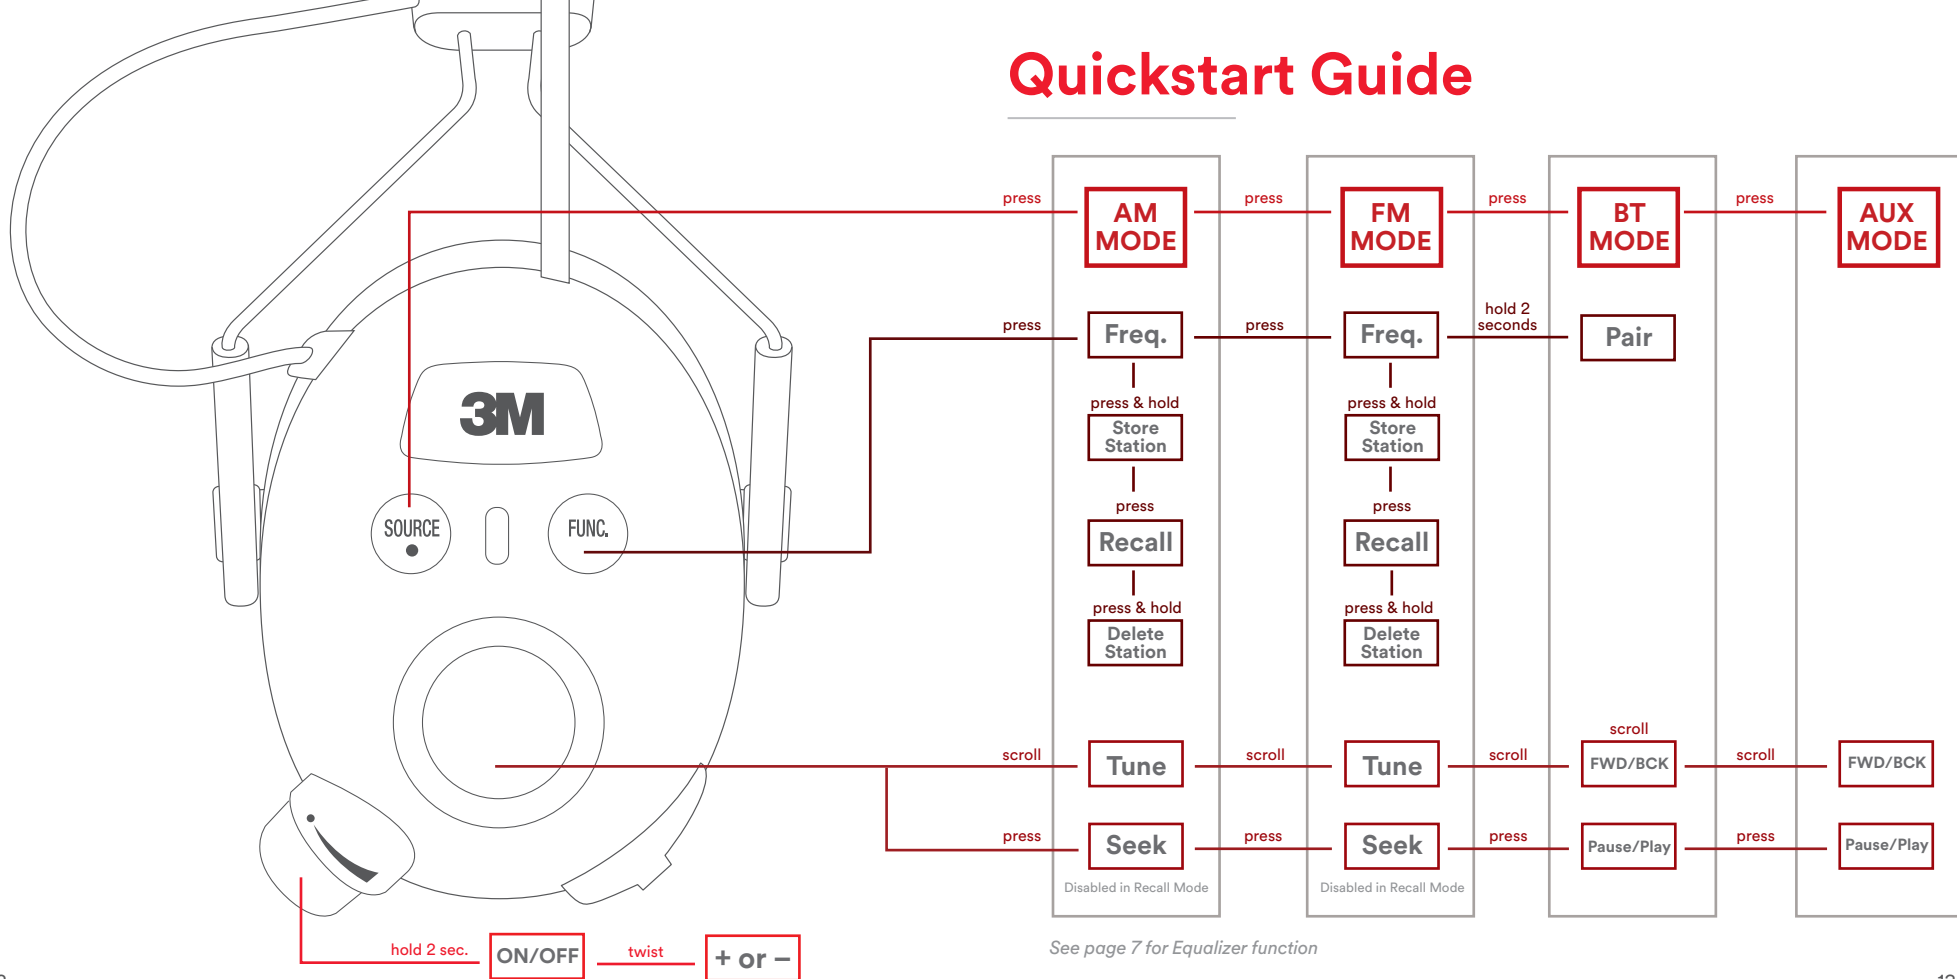 Quickstart Guide
press
AM
MODE
press
FM
MODE
press
BT
MODE
press
AUX
MODE
press
Freq.
press
Freq.
hold 2
seconds
Pair
press & hold
Store
Station
press
Recall
press & hold
Delete
Station
press & hold
Store
Station
press
Recall
press & hold
Delete
Station
3M
SOURCE
FUNC.
scroll
Tune
scroll
Tune
scroll
scroll
FWD/BCK
scroll
FWD/BCK
press
Seek
press
Seek
press
Pause/Play
press
Pause/Play
Disabled in Recall Mode
Disabled in Recall Mode
See page 7 for Equalizer function
hold 2 sec.
ON/OFF
twist
+ or –